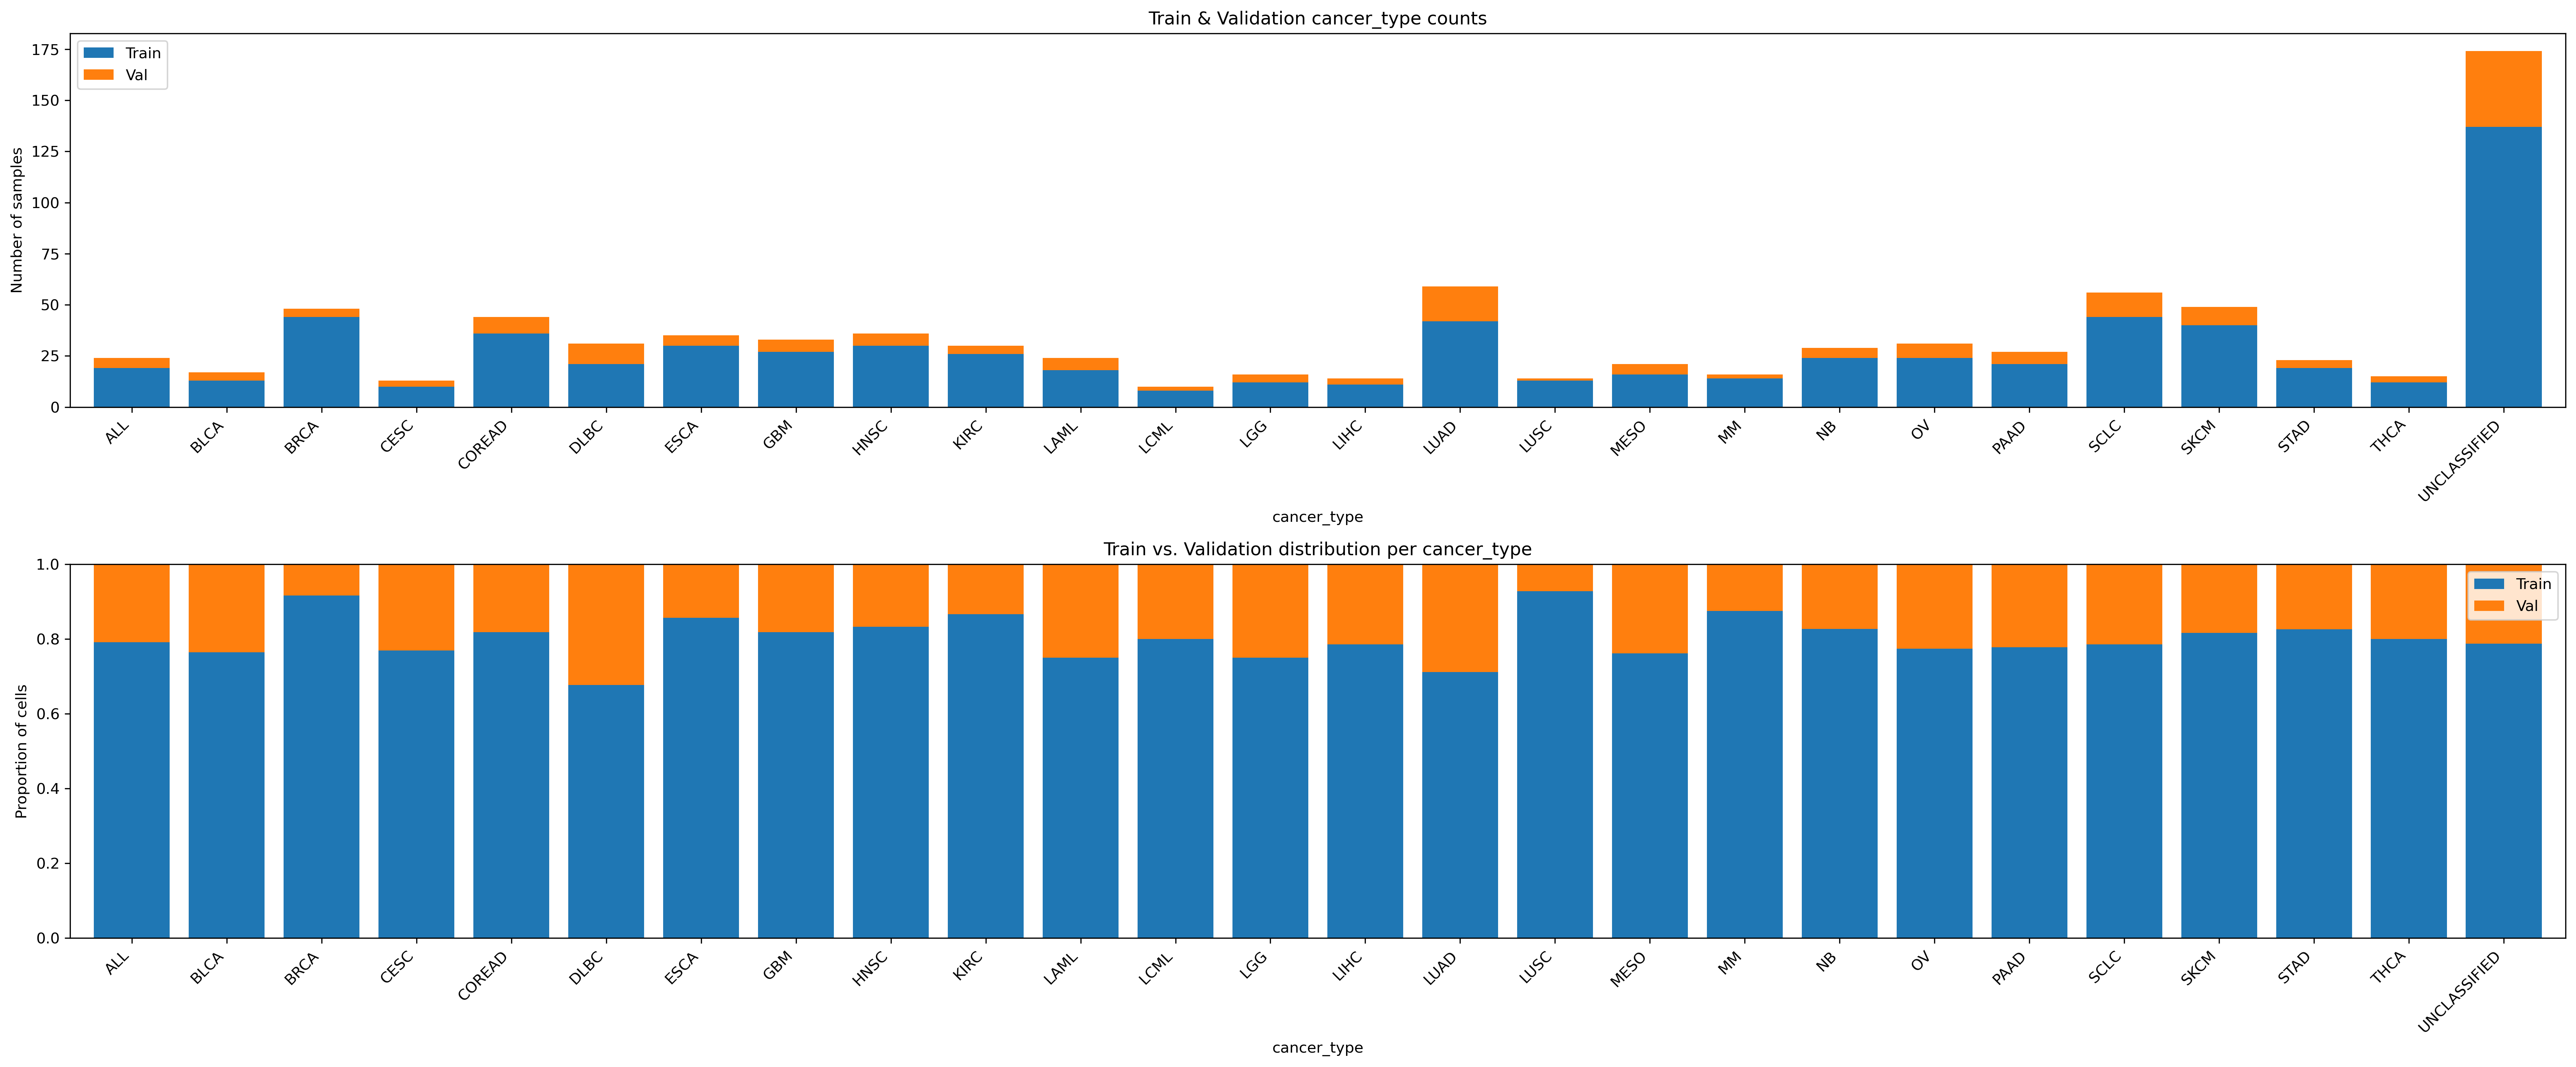 Train & Validation cancer_type counts
Train
Val
175
150
125
100
75
50
25
0
Number of samples
ALL
BLCA
BRCA
CESC
COREAD
DLBC
ESCA
GBM
HNSC
KIRC
LAML
LCML
LGG
LIHC
LUAD
LUSC
MESO
MM
NB
OV
PAAD
SCLC
SKCM
STAD
THCA
UNCLASSIFIED
cancer_type
Train vs. Validation distribution per cancer_type
Train
Val
1.0
0.8
0.6
0.4
0.2
0.0
Proportion of cells
ALL
BLCA
BRCA
CESC
COREAD
DLBC
ESCA
GBM
HNSC
KIRC
LAML
LCML
LGG
LIHC
LUAD
LUSC
MESO
MM
NB
OV
PAAD
SCLC
SKCM
STAD
THCA
UNCLASSIFIED
cancer_type